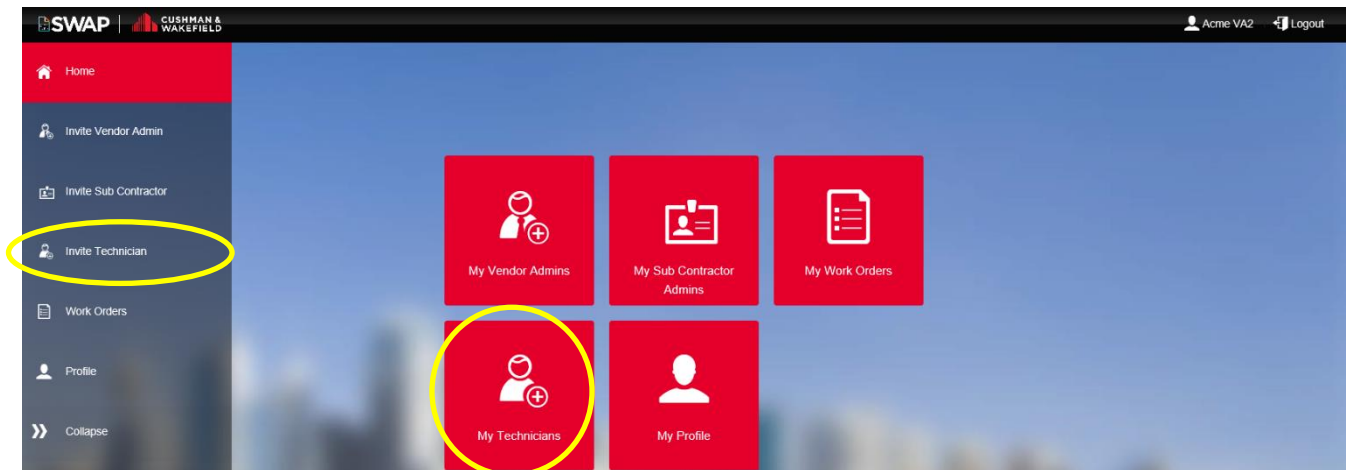 SWAP
CUSHMAN &
WAKEFIELD
Acme VA2
Logout
Home
Invite Vendor Admin
Invite Sub Contractor
Invite Technician
Work Orders
Profile
Collapse
My Vendor Admins
My Sub Contractor
Admins
My Work Orders
My Technicians
My Profile